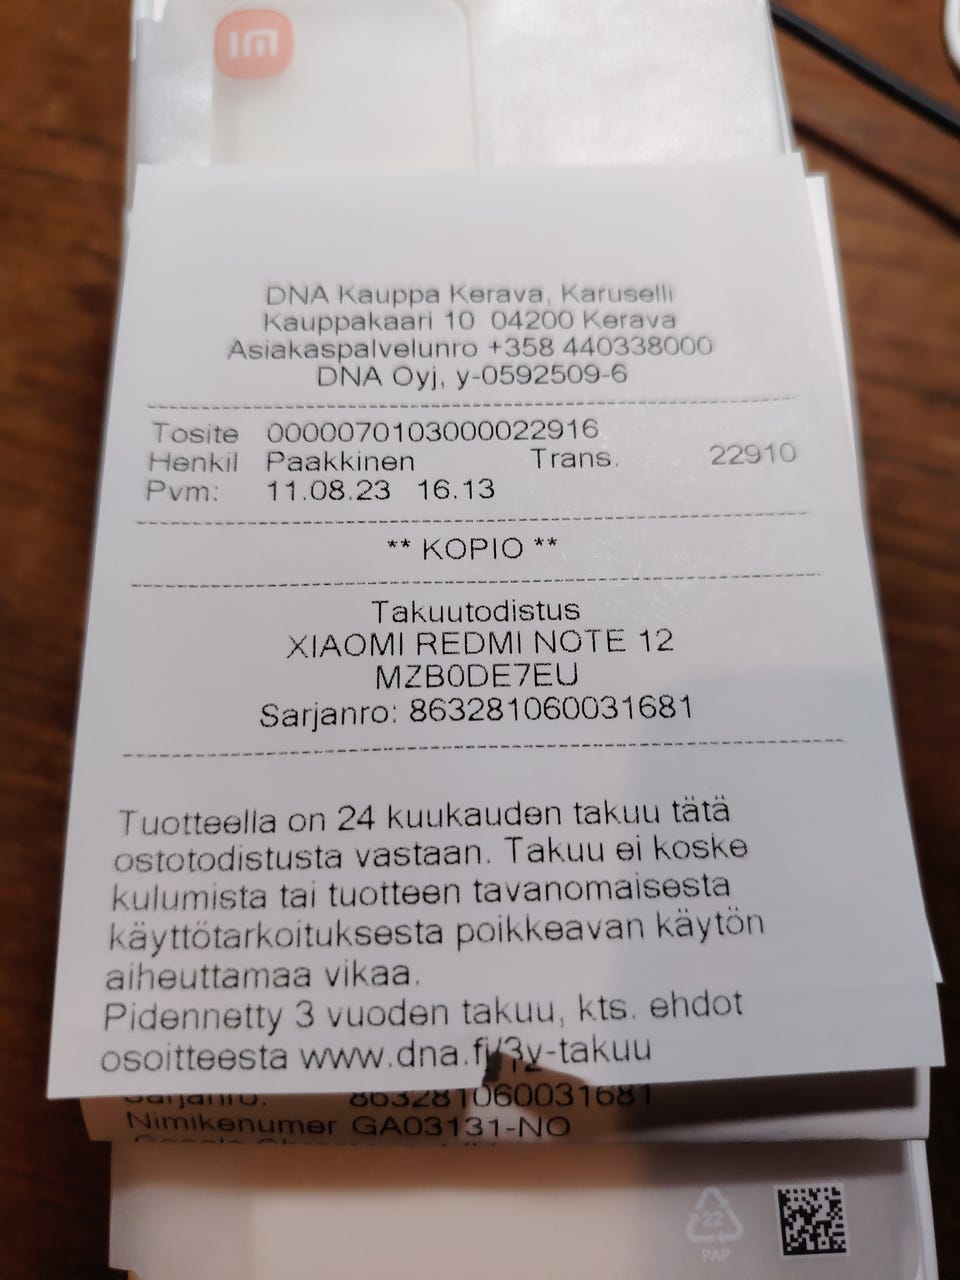 mi
DNA Kauppa Kerava, Karuselli
Kauppakaari 10 04200 Kerava
Asiakaspalvelunro +358 440338000
DNA Oyj, y-0592509-6
Tosite 0000070103000022916
Henkil Paakkinen Trans. 22910
Pvm: 11.08.23 16.13
** KOPIO **
Takuutodistus
XIAOMI REDMI NOTE 12
MZB0DE7EU
Sarjanro: 863281060031681
Tuotteella on 24 kuukauden takuu tätä
ostotodistusta vastaan. Takuu ei koske
kulumista tai tuotteen tavanomaisesta
käyttötarkoituksesta poikkeavan käytön
aiheuttamaa vikaa.
Pidennetty 3 vuoden takuu, kts. ehdot
osoitteesta www.dna.fi/3v-takuu
Sarjanro: 863281060031681
Nimikenumer GA03131-NO
22
PAP